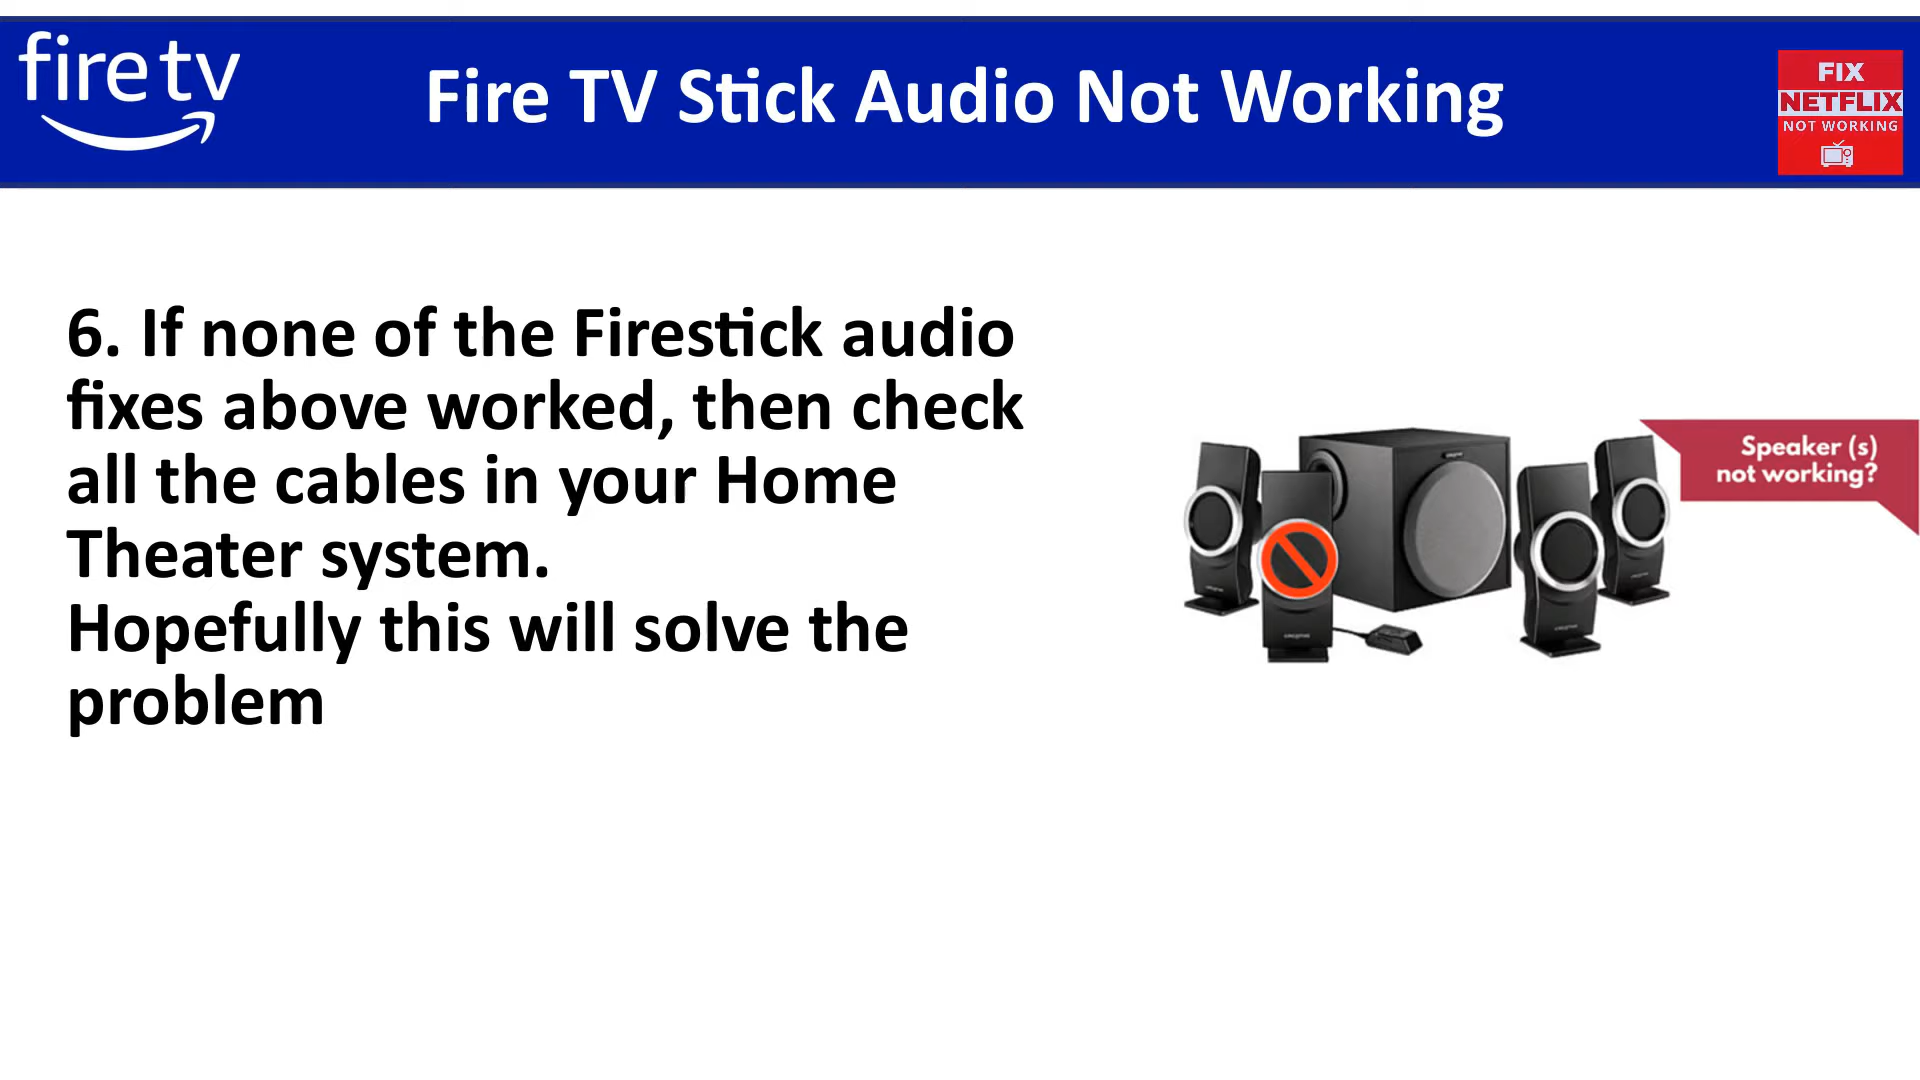 fire tv
Fire TV Stick Audio Not Working
FIX
NETFLIX
NOT WORKING
6. If none of the Firestick audio
fixes above worked, then check
all the cables in your Home
Theater system.
Hopefully this will solve the
problem
Speaker (s)
not working?